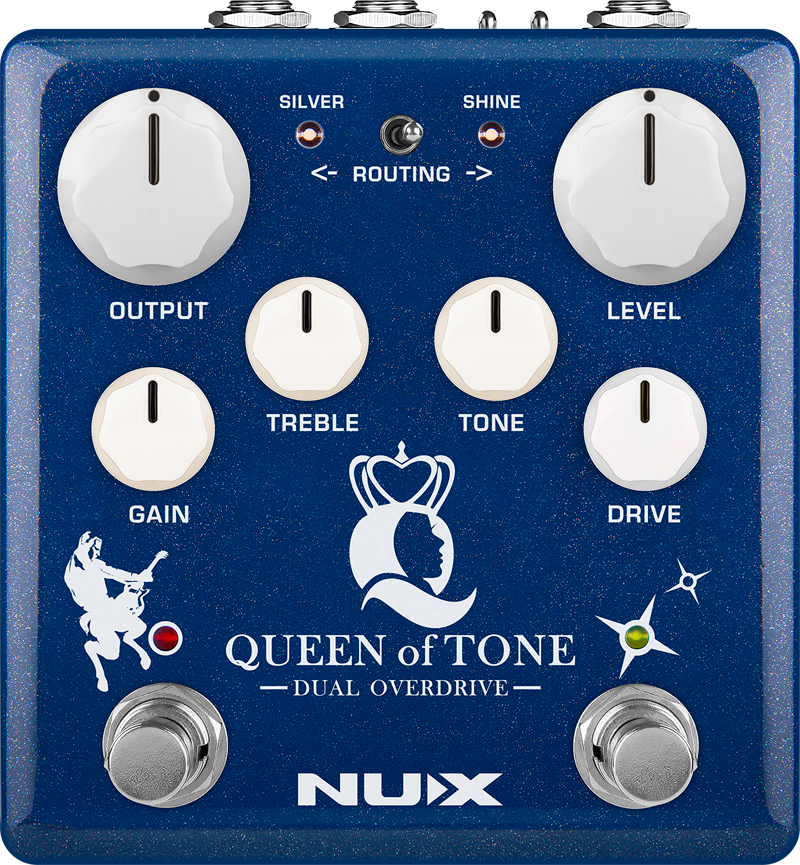 SILVER SHINE
<- ROUTING ->
OUTPUT LEVEL
TREBLE TONE
GAIN DRIVE
QUEEN of TONE
DUAL OVERDRIVE
NUX